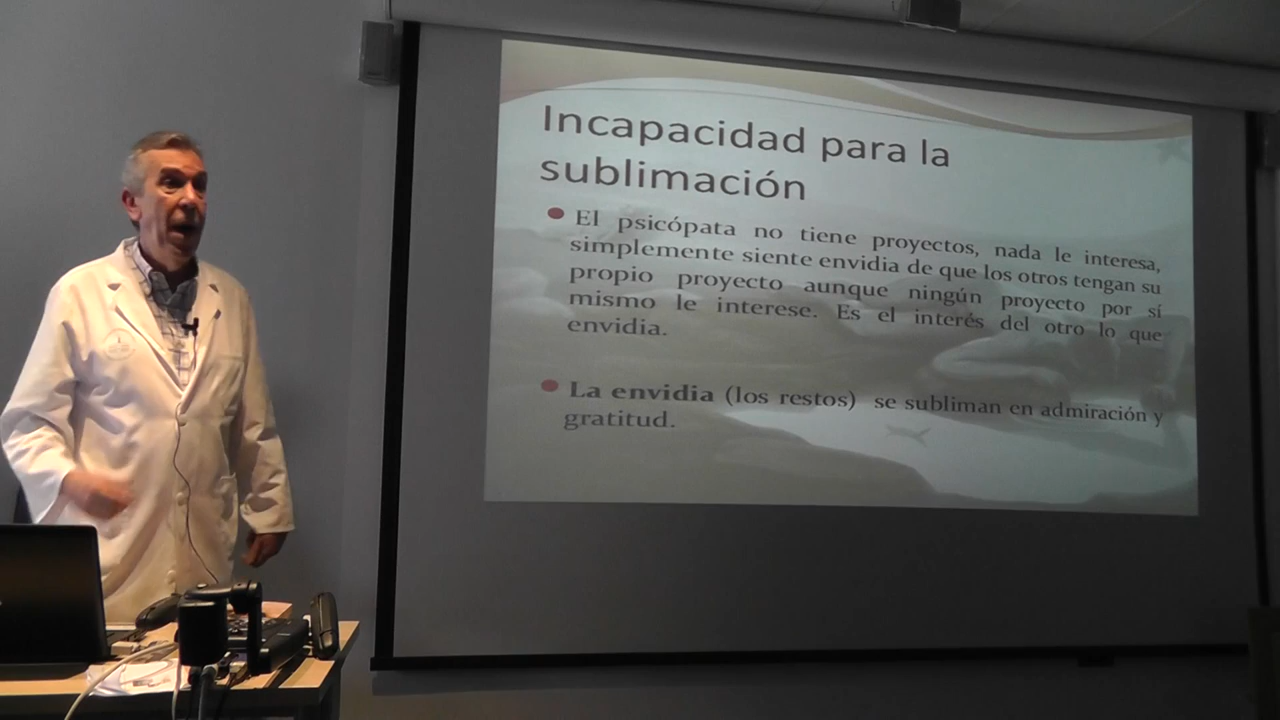 Incapacidad para la
sublimación
El psicópata no tiene proyectos, nada le interesa,
simplemente siente envidia de que los otros tengan su
propio proyecto aunque ningún proyecto por sí
mismo le interese. Es el interés del otro lo que
envidia.
La envidia (los restos) se subliman en admiración y
gratitud.